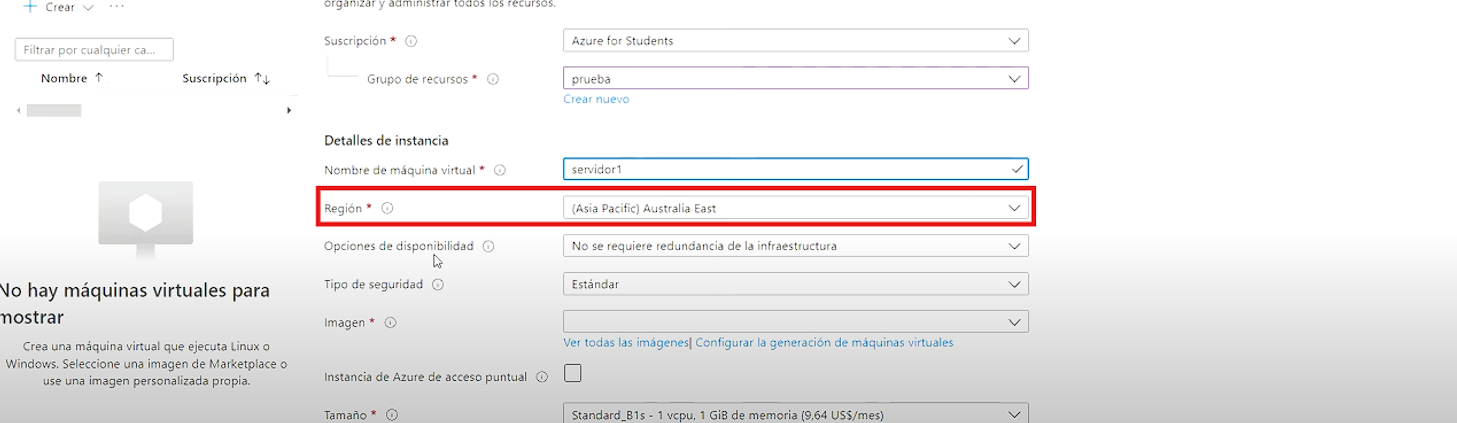 Crear
organizar y administrar todos los recursos.
Filtrar por cualquier ca...
Nombre ↑ Suscripción ↑↓
No hay máquinas virtuales para
mostrar
Crea una máquina virtual que ejecuta Linux o
Windows. Seleccione una imagen de Marketplace o
use una imagen personalizada propia.
Suscripción * Azure for Students
Grupo de recursos * prueba
Crear nuevo
Detalles de instancia
Nombre de máquina virtual * servidor1
Región * (Asia Pacific) Australia East
Opciones de disponibilidad No se requiere redundancia de la infraestructura
Tipo de seguridad Estándar
Imagen *
Ver todas las imágenes| Configurar la generación de máquinas virtuales
Instancia de Azure de acceso puntual
Tamaño * Standard_B1s - 1 vcpu, 1 GiB de memoria (9,64 US$/mes)